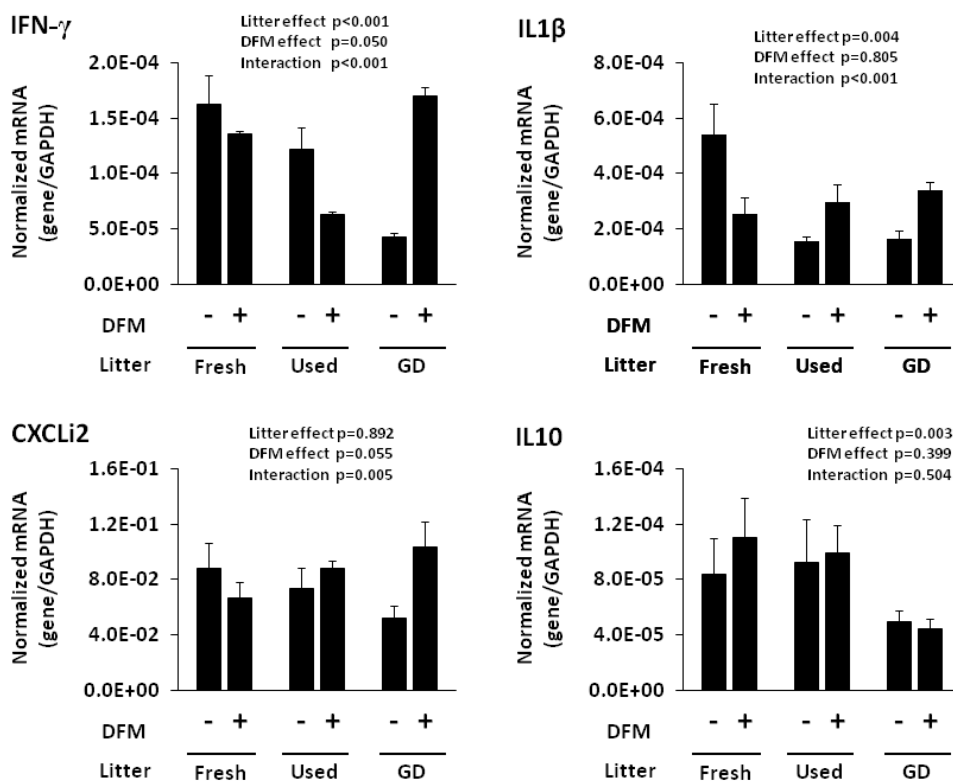 IFN-γ
Litter effect p<0.001
DFM effect p=0.050
Interaction p<0.001
Normalized mRNA
(gene/GAPDH)
2.0E-04
1.5E-04
1.0E-04
5.0E-05
0.0E+00
DFM - + - + - +
Litter Fresh Used GD
IL1β
Litter effect p=0.004
DFM effect p=0.805
Interaction p<0.001
Normalized mRNA
(gene/GAPDH)
8.0E-04
6.0E-04
4.0E-04
2.0E-04
0.0E+00
DFM - + - + - +
Litter Fresh Used GD
CXCLi2
Litter effect p=0.892
DFM effect p=0.055
Interaction p=0.005
Normalized mRNA
(gene/GAPDH)
1.6E-01
1.2E-01
8.0E-02
4.0E-02
0.0E+00
DFM - + - + - +
Litter Fresh Used GD
IL10
Litter effect p=0.003
DFM effect p=0.399
Interaction p=0.504
Normalized mRNA
(gene/GAPDH)
1.6E-04
1.2E-04
8.0E-05
4.0E-05
0.0E+00
DFM - + - + - +
Litter Fresh Used GD